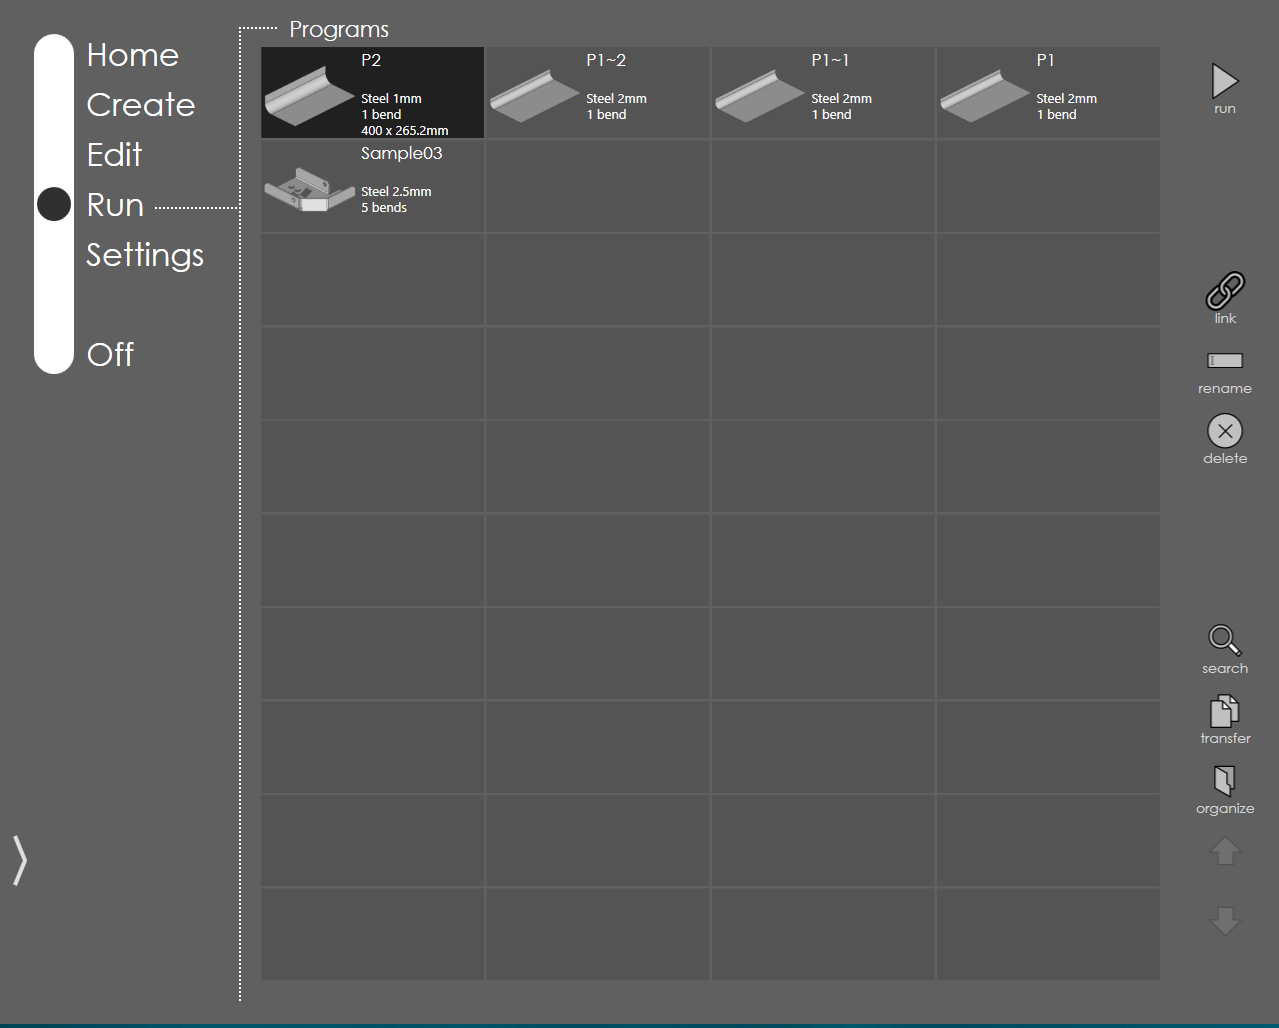 Programs
Home
Create
Edit
Run
Settings
Off
P2
Steel 1mm
1 bend
400 x 265.2mm
P1~2
Steel 2mm
1 bend
P1~1
Steel 2mm
1 bend
P1
Steel 2mm
1 bend
Sample03
Steel 2.5mm
5 bends
run
link
rename
delete
search
transfer
organize